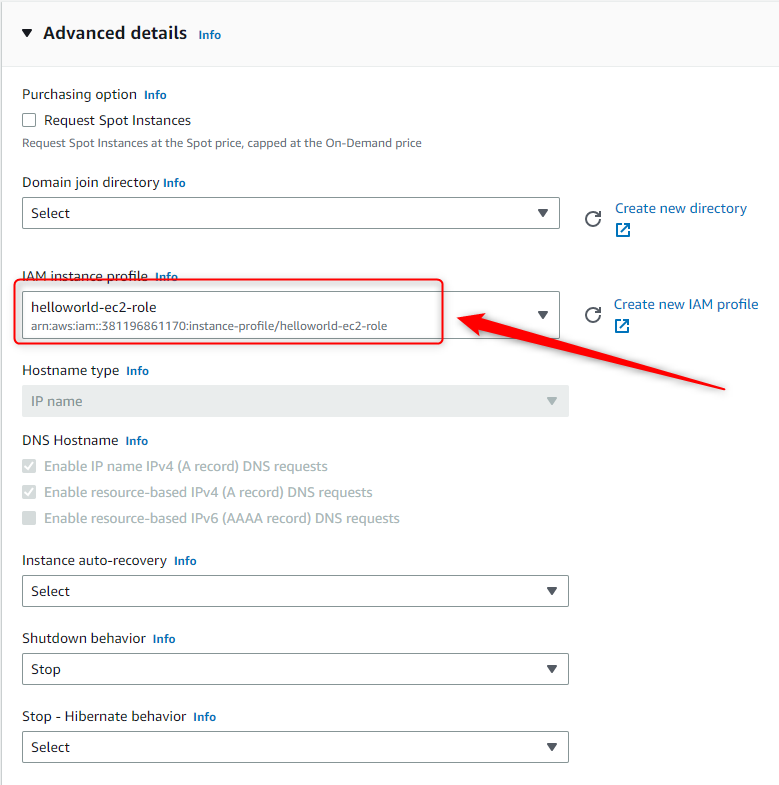 Advanced details Info
Purchasing option Info
Request Spot Instances
Request Spot Instances at the Spot price, capped at the On-Demand price
Domain join directory Info
Select
Create new directory
IAM instance profile Info
helloworld-ec2-role
arn:aws:iam::381196861170:instance-profile/helloworld-ec2-role
Create new IAM profile
Hostname type Info
IP name
DNS Hostname Info
Enable IP name IPv4 (A record) DNS requests
Enable resource-based IPv4 (A record) DNS requests
Enable resource-based IPv6 (AAAA record) DNS requests
Instance auto-recovery Info
Select
Shutdown behavior Info
Stop
Stop - Hibernate behavior Info
Select